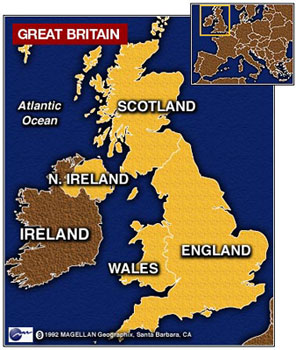 GREAT BRITAIN
Atlantic
Ocean
SCOTLAND
N. IRELAND
IRELAND
WALES
ENGLAND
1992 MAGELLAN Geographix, Santa Barbara, CA